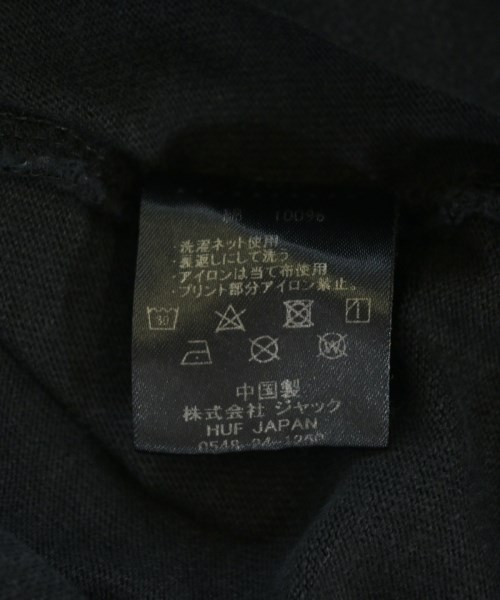 綿 100%
・洗濯ネット使用。
・裏返しにして洗う
・アイロンは当て布使用
・プリント部分アイロン禁止。
30
W
中国製
株式会社 ジャック
HUF JAPAN
0548-24-1260